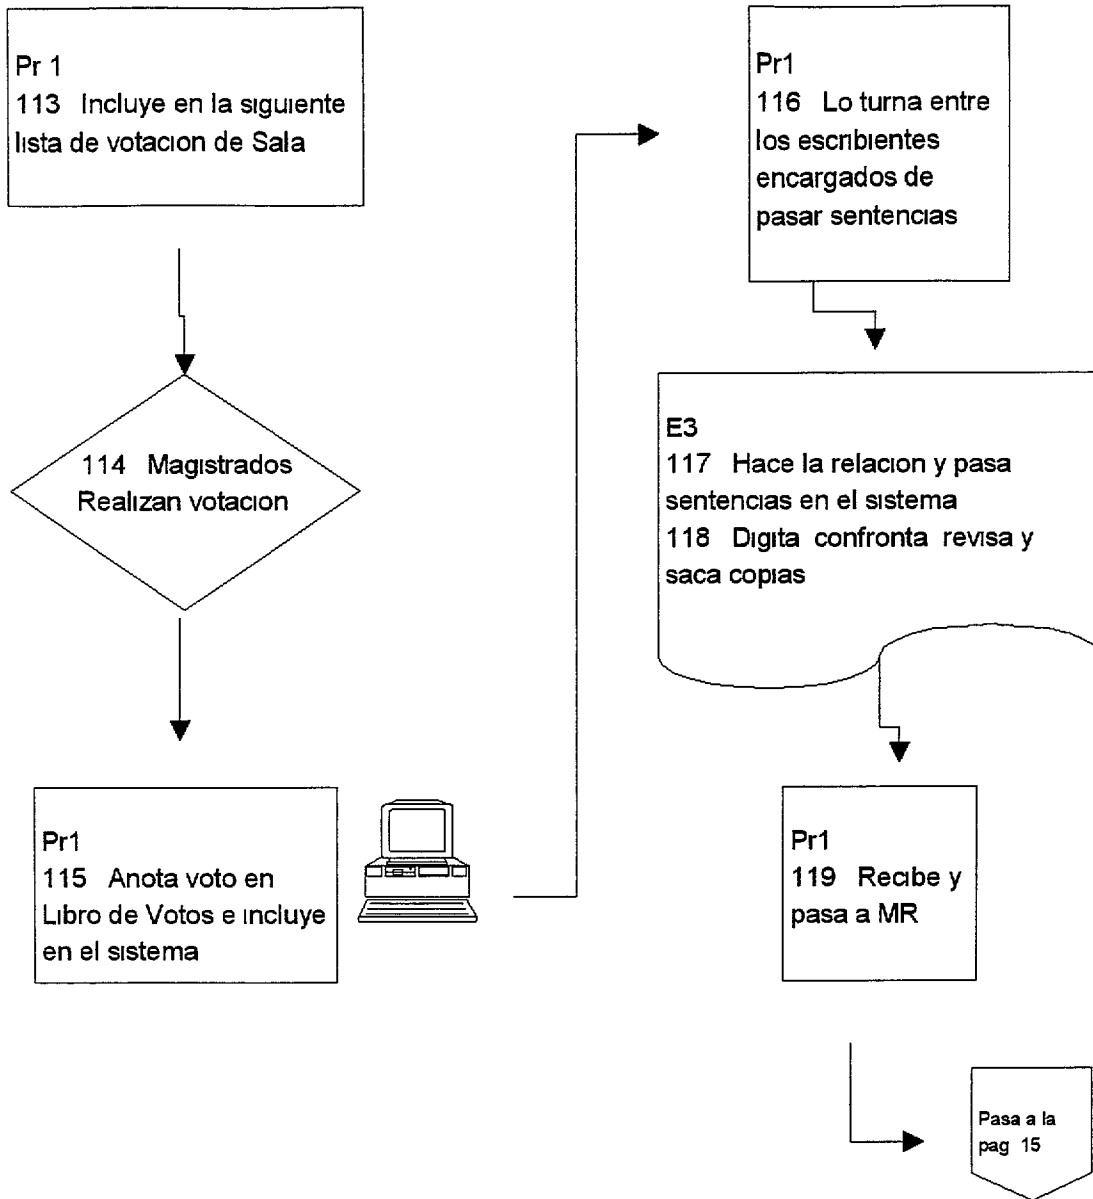 Pr 1
113 Incluye en la siguiente
lista de votacion de Sala
114 Magistrados
Realizan votacion
Pr1
115 Anota voto en
Libro de Votos e incluye
en el sistema
Pr1
116 Lo turna entre
los escribientes
encargados de
pasar sentencias
E3
117 Hace la relacion y pasa
sentencias en el sistema
118 Digita confronta revisa y
saca copias
Pr1
119 Recibe y
pasa a MR
Pasa a la
pag 15